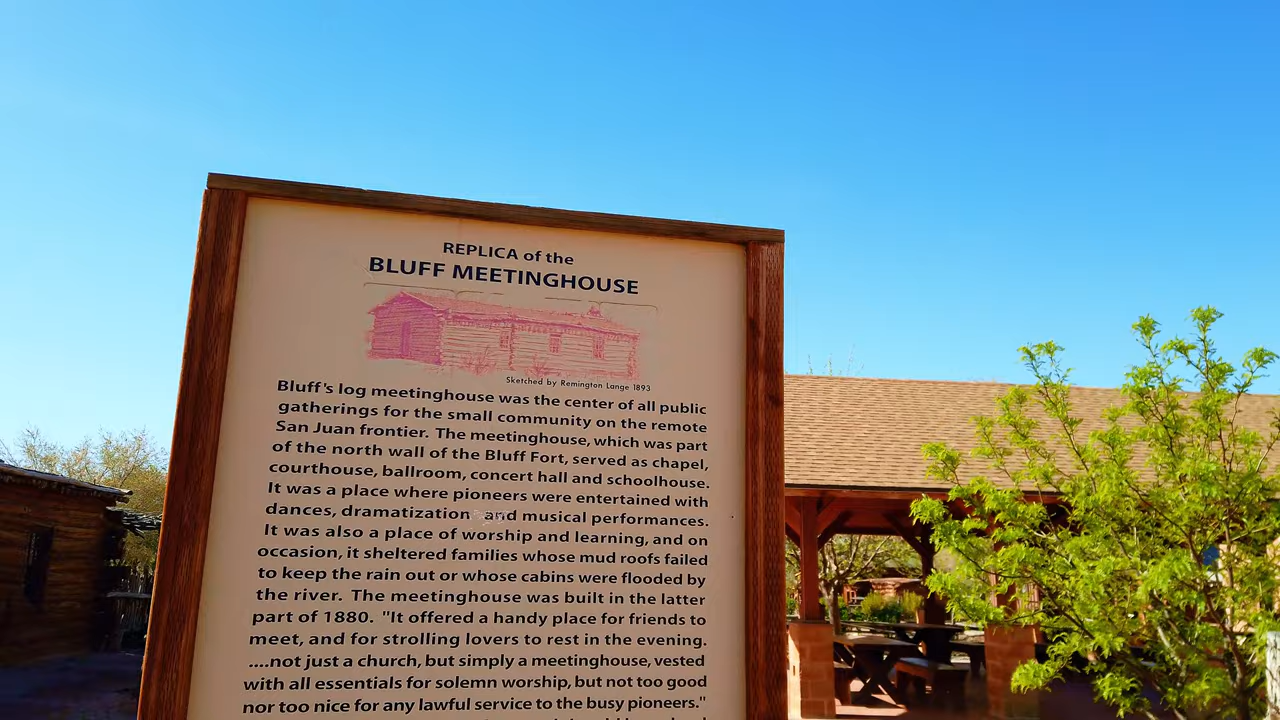 REPLICA of the
BLUFF MEETINGHOUSE
Sketched by Remington Lange 1893
Bluff's log meetinghouse was the center of all public
gatherings for the small community on the remote
San Juan frontier. The meetinghouse, which was part
of the north wall of the Bluff Fort, served as chapel,
courthouse, ballroom, concert hall and schoolhouse.
It was a place where pioneers were entertained with
dances, dramatization and musical performances.
It was also a place of worship and learning, and on
occasion, it sheltered families whose mud roofs failed
to keep the rain out or whose cabins were flooded by
the river. The meetinghouse was built in the latter
part of 1880. "It offered a handy place for friends to
meet, and for strolling lovers to rest in the evening.
....not just a church, but simply a meetinghouse, vested
with all essentials for solemn worship, but not too good
nor too nice for any lawful service to the busy pioneers."